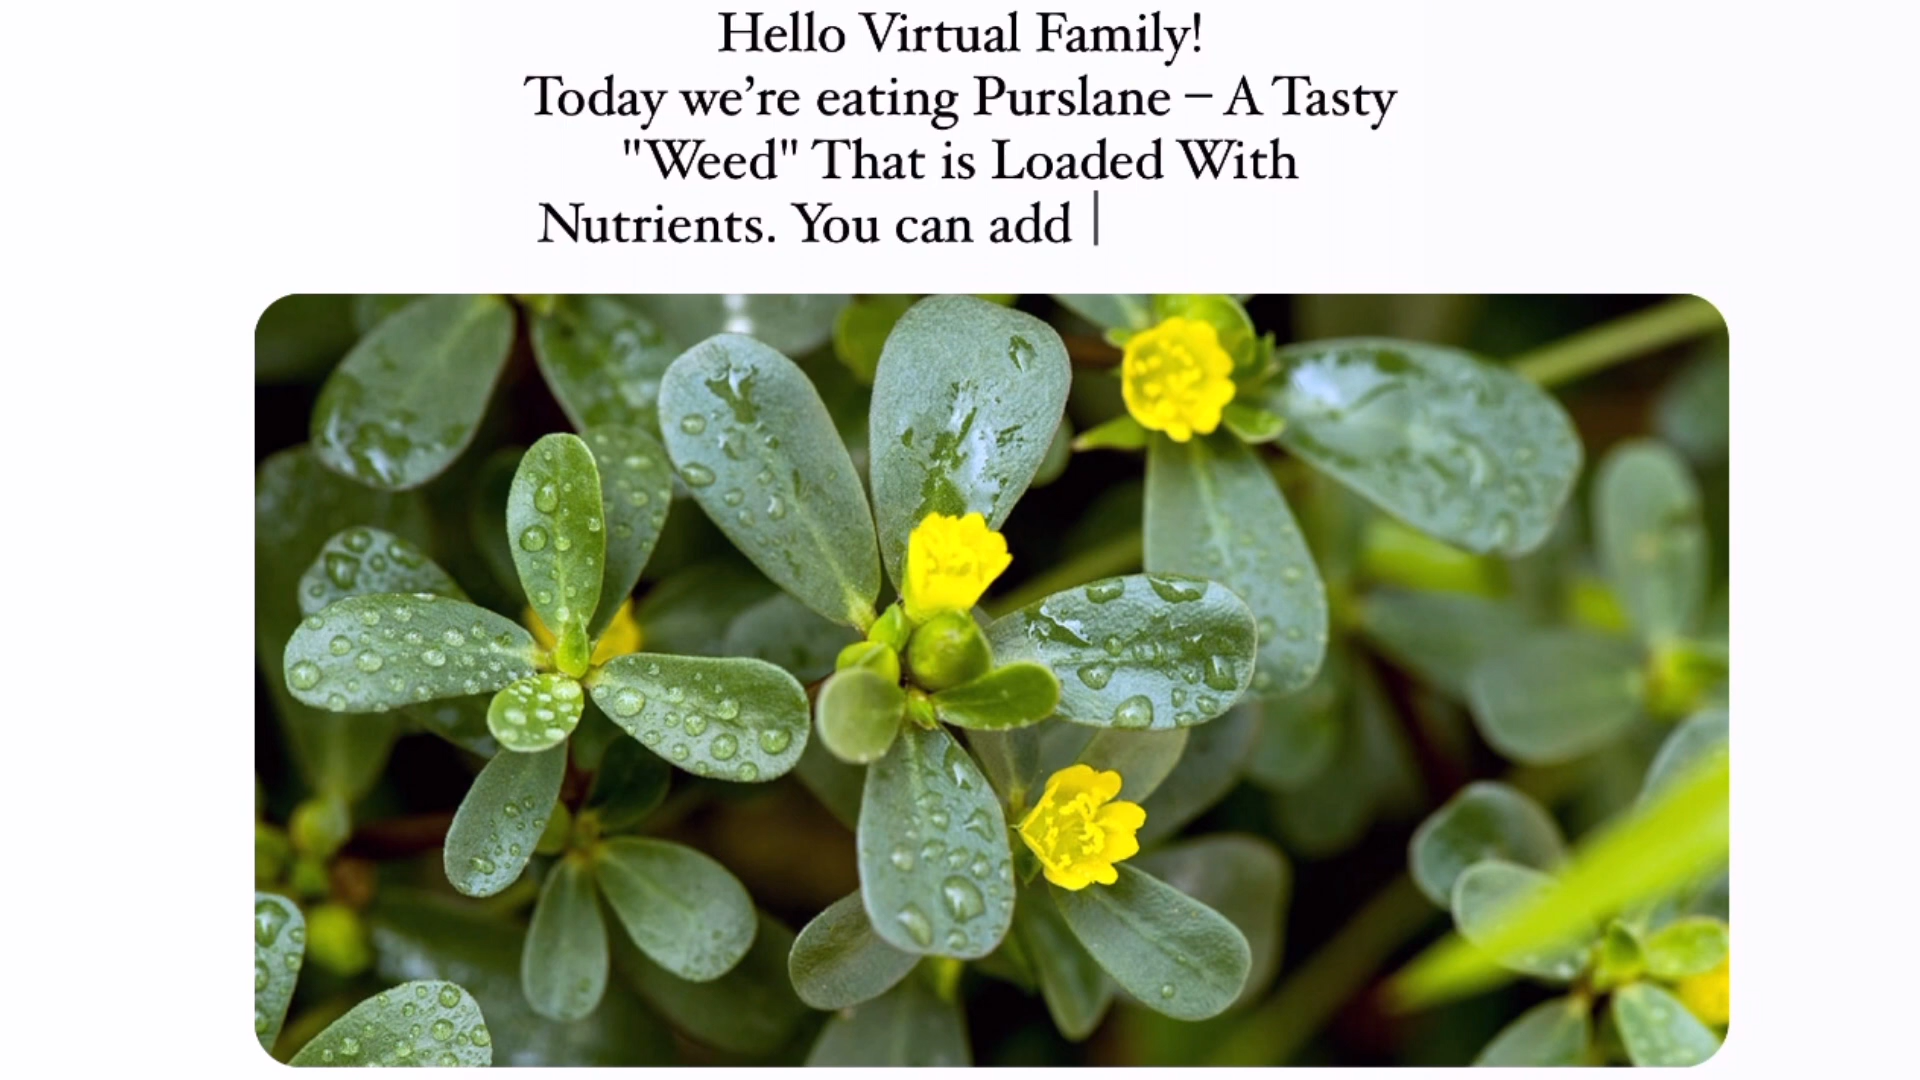 Hello Virtual Family!
Today we’re eating Purslane – A Tasty
"Weed" That is Loaded With
Nutrients. You can add